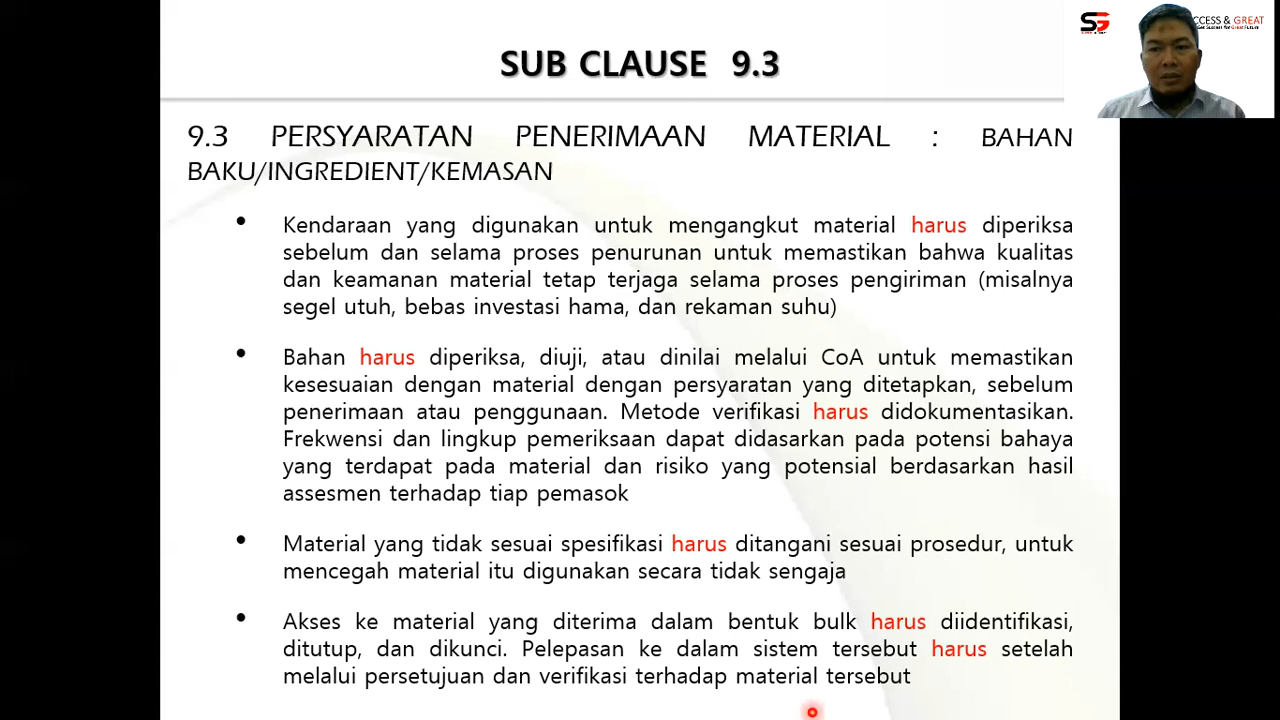 SG
CCESS & GREAT
Get Success for Great Future
SUB CLAUSE 9.3
9.3 PERSYARATAN PENERIMAAN MATERIAL : BAHAN
BAKU/INGREDIENT/KEMASAN
• Kendaraan yang digunakan untuk mengangkut material harus diperiksa
sebelum dan selama proses penurunan untuk memastikan bahwa kualitas
dan keamanan material tetap terjaga selama proses pengiriman (misalnya
segel utuh, bebas investasi hama, dan rekaman suhu)
• Bahan harus diperiksa, diuji, atau dinilai melalui CoA untuk memastikan
kesesuaian dengan material dengan persyaratan yang ditetapkan, sebelum
penerimaan atau penggunaan. Metode verifikasi harus didokumentasikan.
Frekwensi dan lingkup pemeriksaan dapat didasarkan pada potensi bahaya
yang terdapat pada material dan risiko yang potensial berdasarkan hasil
assesmen terhadap tiap pemasok
• Material yang tidak sesuai spesifikasi harus ditangani sesuai prosedur, untuk
mencegah material itu digunakan secara tidak sengaja
• Akses ke material yang diterima dalam bentuk bulk harus diidentifikasi,
ditutup, dan dikunci. Pelepasan ke dalam sistem tersebut harus setelah
melalui persetujuan dan verifikasi terhadap material tersebut